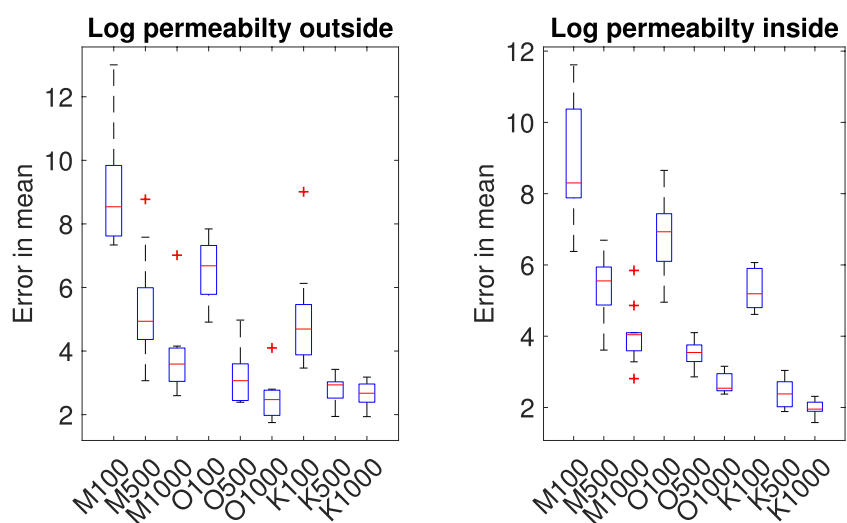 Log permeabilty outside
Error in mean
12
10
8
6
4
2
M100
M500
M1000
O100
O500
O1000
K100
K500
K1000
Log permeabilty inside
Error in mean
12
10
8
6
4
2
M100
M500
M1000
O100
O500
O1000
K100
K500
K1000